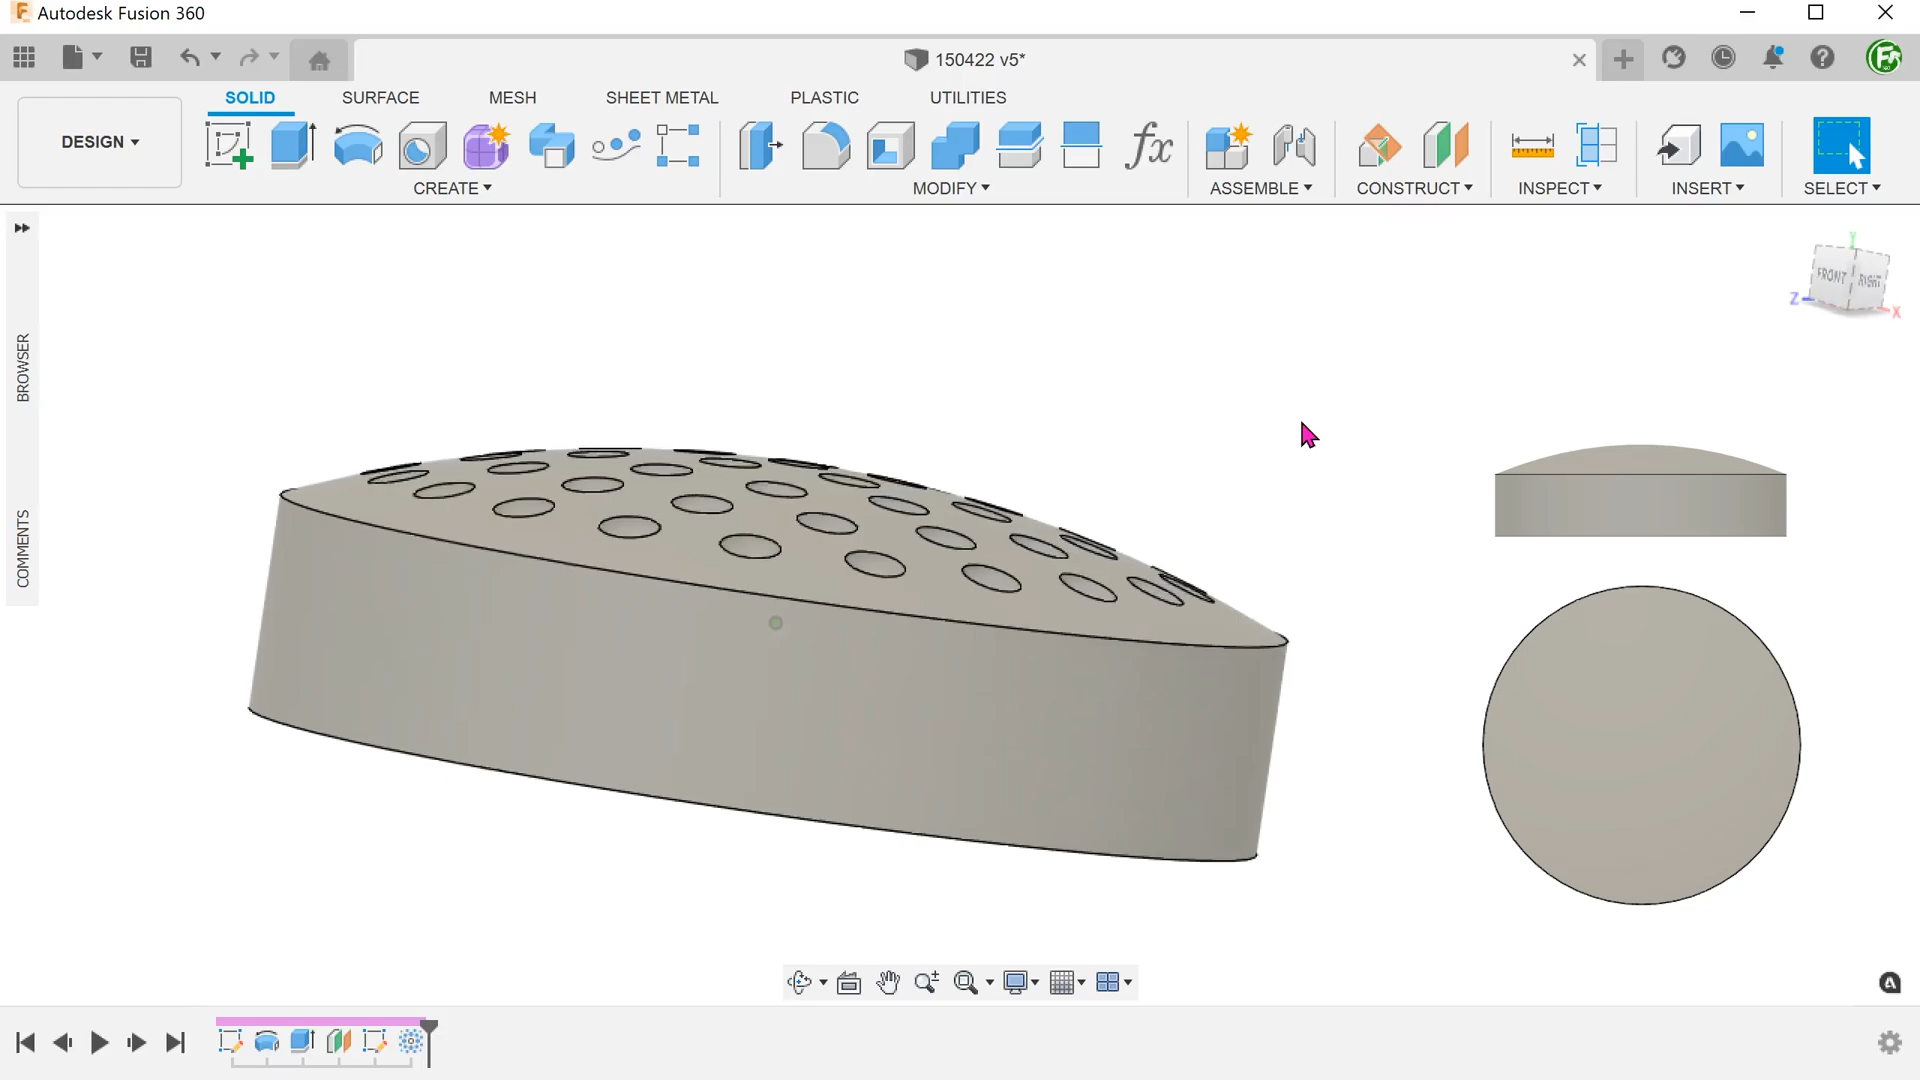 Autodesk Fusion 360
150422 v5*
SOLID SURFACE MESH SHEET METAL PLASTIC UTILITIES
DESIGN
fx
CREATE MODIFY ASSEMBLE CONSTRUCT INSPECT INSERT SELECT
Y
FRONT RIGHT
Z X
BROWSER
COMMENTS
A